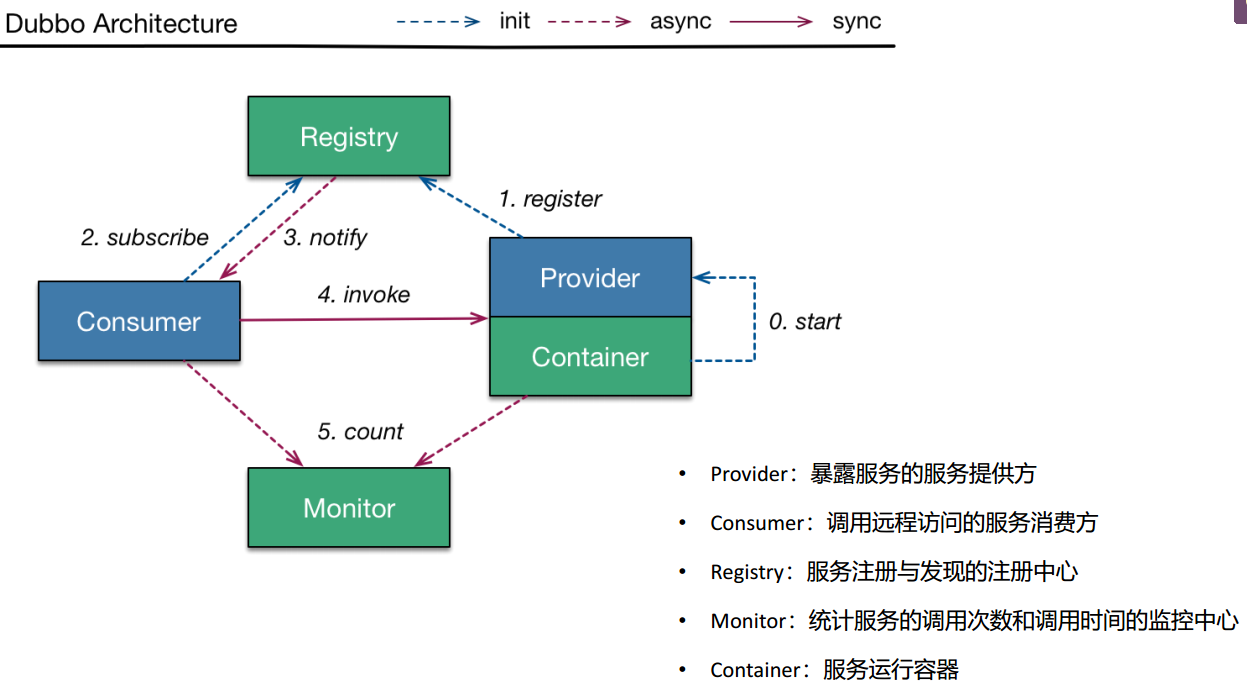 Dubbo Architecture
init
async
sync
Registry
1. register
2. subscribe
3. notify
Provider
4. invoke
Consumer
0. start
Container
5. count
Monitor
• Provider：暴露服务的服务提供方
• Consumer：调用远程访问的服务消费方
• Registry：服务注册与发现的注册中心
• Monitor：统计服务的调用次数和调用时间的监控中心
• Container：服务运行容器